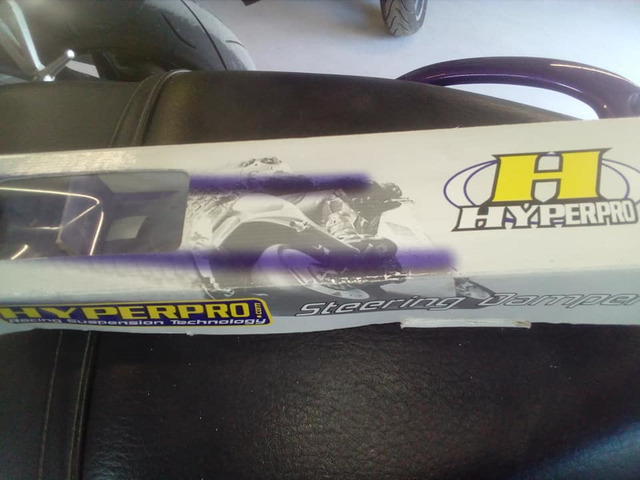 H
HYPERPRO
HYPERPRO.com
Racing Suspension Technology
Steering Damper